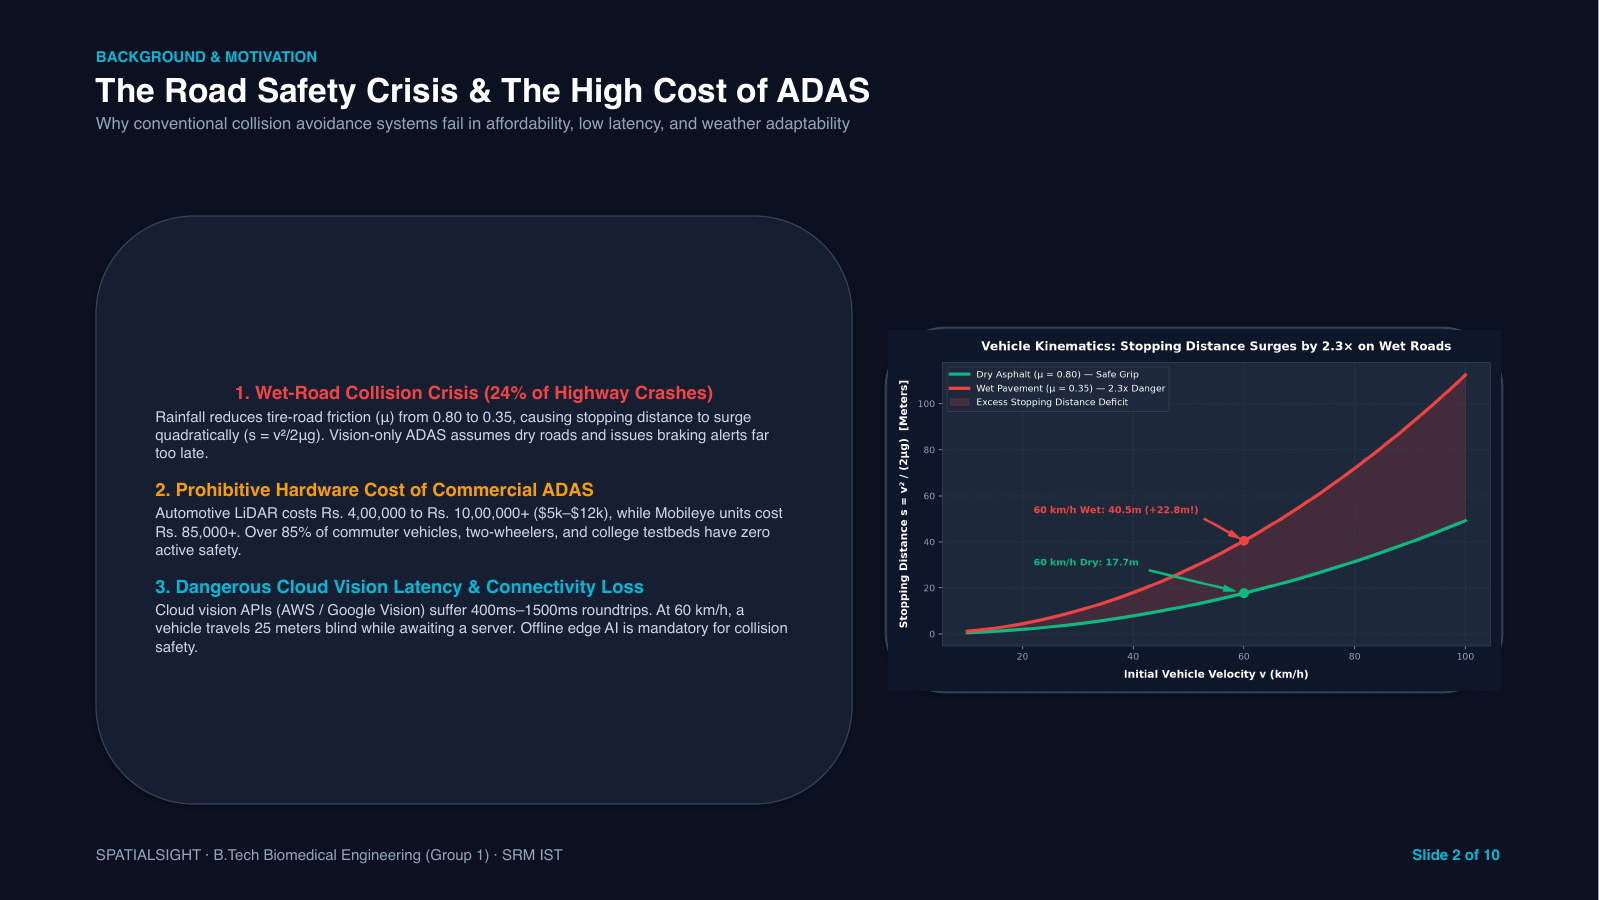 BACKGROUND & MOTIVATION
The Road Safety Crisis & The High Cost of ADAS
Why conventional collision avoidance systems fail in affordability, low latency, and weather adaptability
1. Wet-Road Collision Crisis (24% of Highway Crashes)
Rainfall reduces tire-road friction (μ) from 0.80 to 0.35, causing stopping distance to surge
quadratically (s = v²/2μg). Vision-only ADAS assumes dry roads and issues braking alerts far
too late.
2. Prohibitive Hardware Cost of Commercial ADAS
Automotive LiDAR costs Rs. 4,00,000 to Rs. 10,00,000+ ($5k–$12k), while Mobileye units cost
Rs. 85,000+. Over 85% of commuter vehicles, two-wheelers, and college testbeds have zero
active safety.
3. Dangerous Cloud Vision Latency & Connectivity Loss
Cloud vision APIs (AWS / Google Vision) suffer 400ms–1500ms roundtrips. At 60 km/h, a
vehicle travels 25 meters blind while awaiting a server. Offline edge AI is mandatory for collision
safety.
Vehicle Kinematics: Stopping Distance Surges by 2.3× on Wet Roads
Dry Asphalt (μ = 0.80) — Safe Grip
Wet Pavement (μ = 0.35) — 2.3x Danger
Excess Stopping Distance Deficit
Stopping Distance s = v² / (2μg) [Meters]
100
80
60
40
20
0
60 km/h Wet: 40.5m (+22.8m!)
60 km/h Dry: 17.7m
20
40
60
80
100
Initial Vehicle Velocity v (km/h)
SPATIALSIGHT · B.Tech Biomedical Engineering (Group 1) · SRM IST
Slide 2 of 10